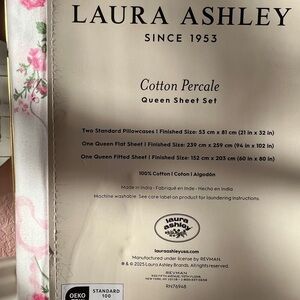 LAURA ASHLEY
SINCE 1953
Cotton Percale
Queen Sheet Set
Two Standard Pillowcases | Finished Size: 53 cm x 81 cm (21 in x 32 in)
One Queen Flat Sheet | Finished Size: 239 cm x 259 cm (94 in x 102 in)
One Queen Fitted Sheet | Finished Size: 152 cm x 203 cm (60 in x 80 in)
100% Cotton | Coton | Algodón
Made in India - Fabriqué en Inde - Hecho en India
Machine washable. See care label on product for laundering instructions.
laura
ashley
lauraashleyusa.com
Manufactured under license by REVMAN.
® & © 2025 Laura Ashley Brands. All rights reserved.
REVMAN
RN76948
OEKO
STANDARD
100